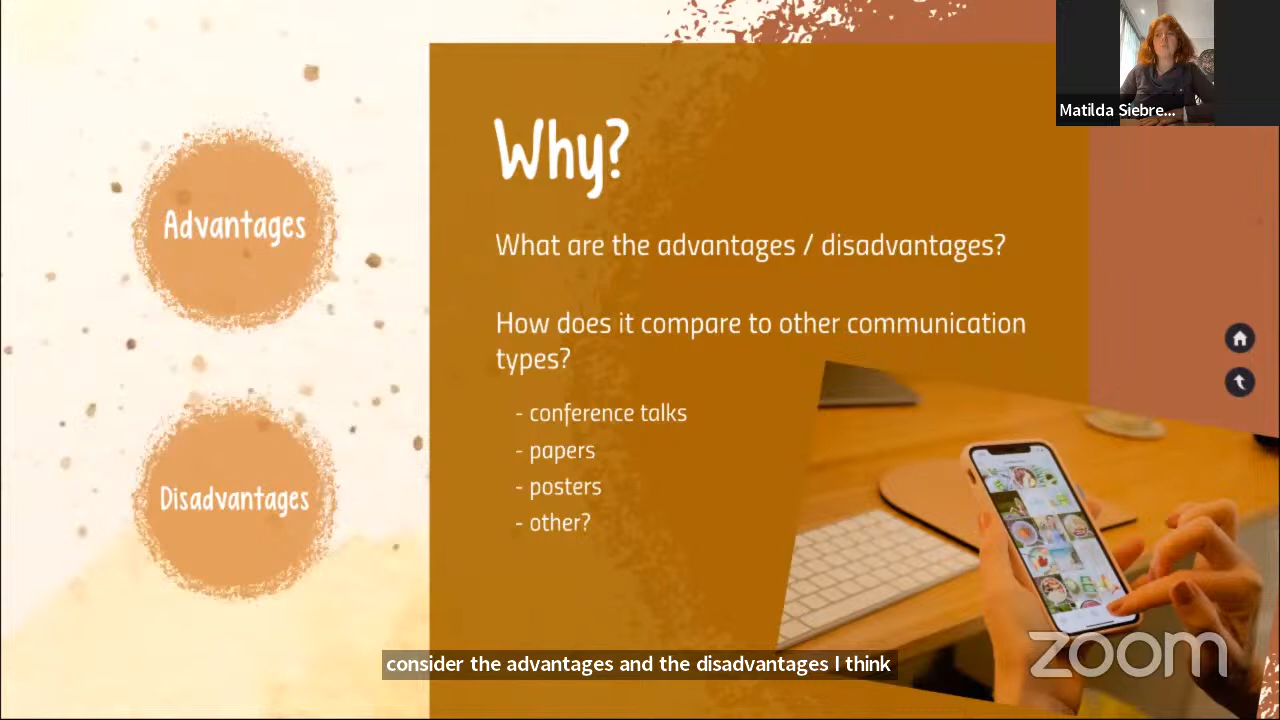 Matilda Siebre...
Advantages
Disadvantages
Why?
What are the advantages / disadvantages?
How does it compare to other communication
types?
- conference talks
- papers
- posters
- other?
zoom
consider the advantages and the disadvantages I think